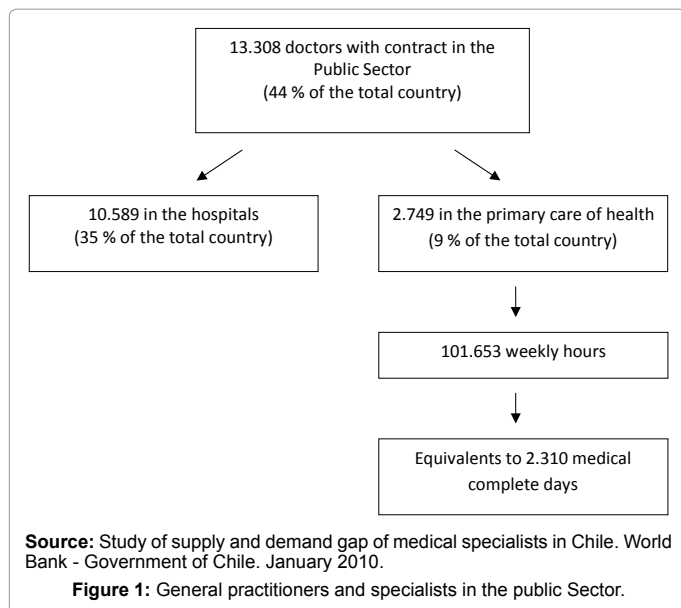 13.308 doctors with contract in the
Public Sector
(44 % of the total country)
10.589 in the hospitals
(35 % of the total country)
2.749 in the primary care of health
(9 % of the total country)
101.653 weekly hours
Equivalents to 2.310 medical
complete days
Source: Study of supply and demand gap of medical specialists in Chile. World
Bank - Government of Chile. January 2010.
Figure 1: General practitioners and specialists in the public Sector.